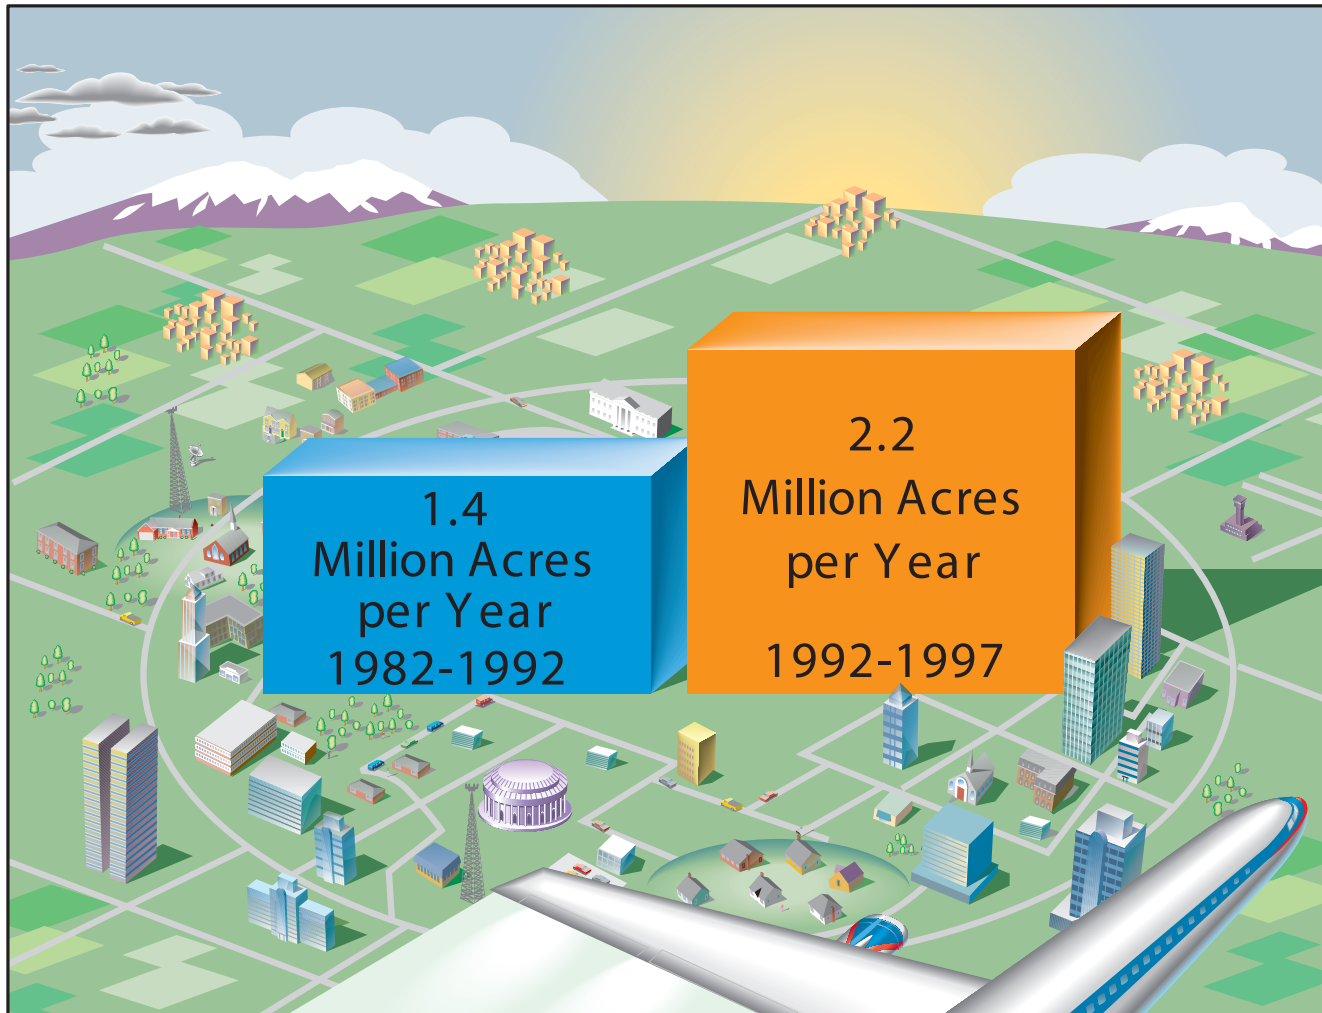 1.4
Million Acres
per Year
1982-1992
2.2
Million Acres
per Year
1992-1997